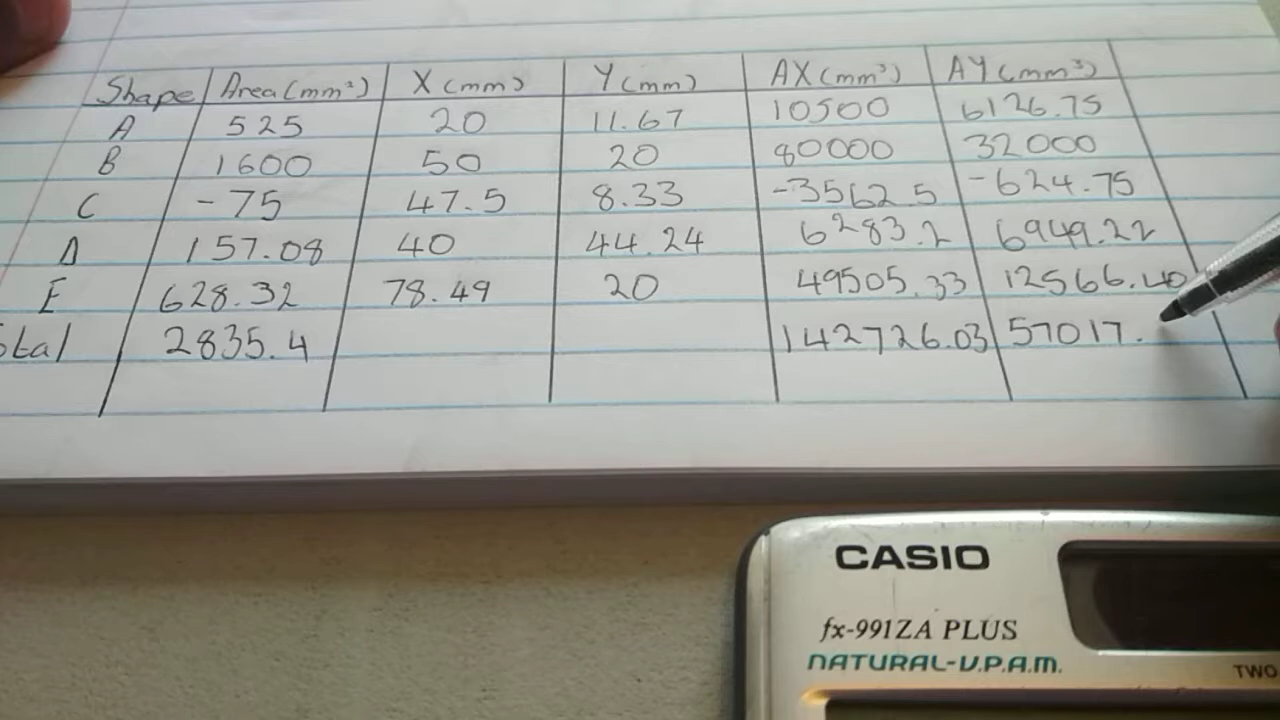 Shape Area (mm²) X (mm) Y (mm) AX (mm³) AY (mm³)
A 525 20 11.67 10500 6126.75
B 1600 50 20 80000 32000
C -75 47.5 8.33 -3562.5 -624.75
D 157.08 40 44.24 6283.2 6949.22
E 628.32 78.49 20 49505.33 12566.40
otal 2835.4 142726.03 57017.
CASIO
fx-991ZA PLUS
NATURAL-V.P.A.M.
TWO